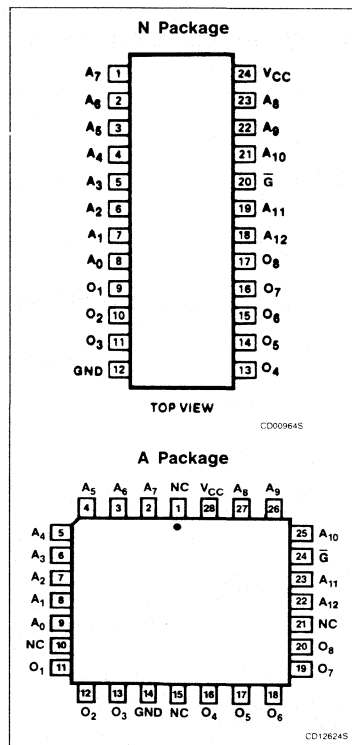 N Package
A7 1 24 VCC
A6 2 23 A8
A5 3 22 A9
A4 4 21 A10
A3 5 20 G̅
A2 6 19 A11
A1 7 18 A12
A0 8 17 O8
O1 9 16 O7
O2 10 15 O6
O3 11 14 O5
GND 12 13 O4
TOP VIEW
CD00964S
A Package
A5 A6 A7 NC VCC A8 A9
4 3 2 1 28 27 26
A4 5 25 A10
A3 6 24 G̅
A2 7 23 A11
A1 8 22 A12
A0 9 21 NC
NC 10 20 O8
O1 11 19 O7
12 13 14 15 16 17 18
O2 O3 GND NC O4 O5 O6
CD12624S